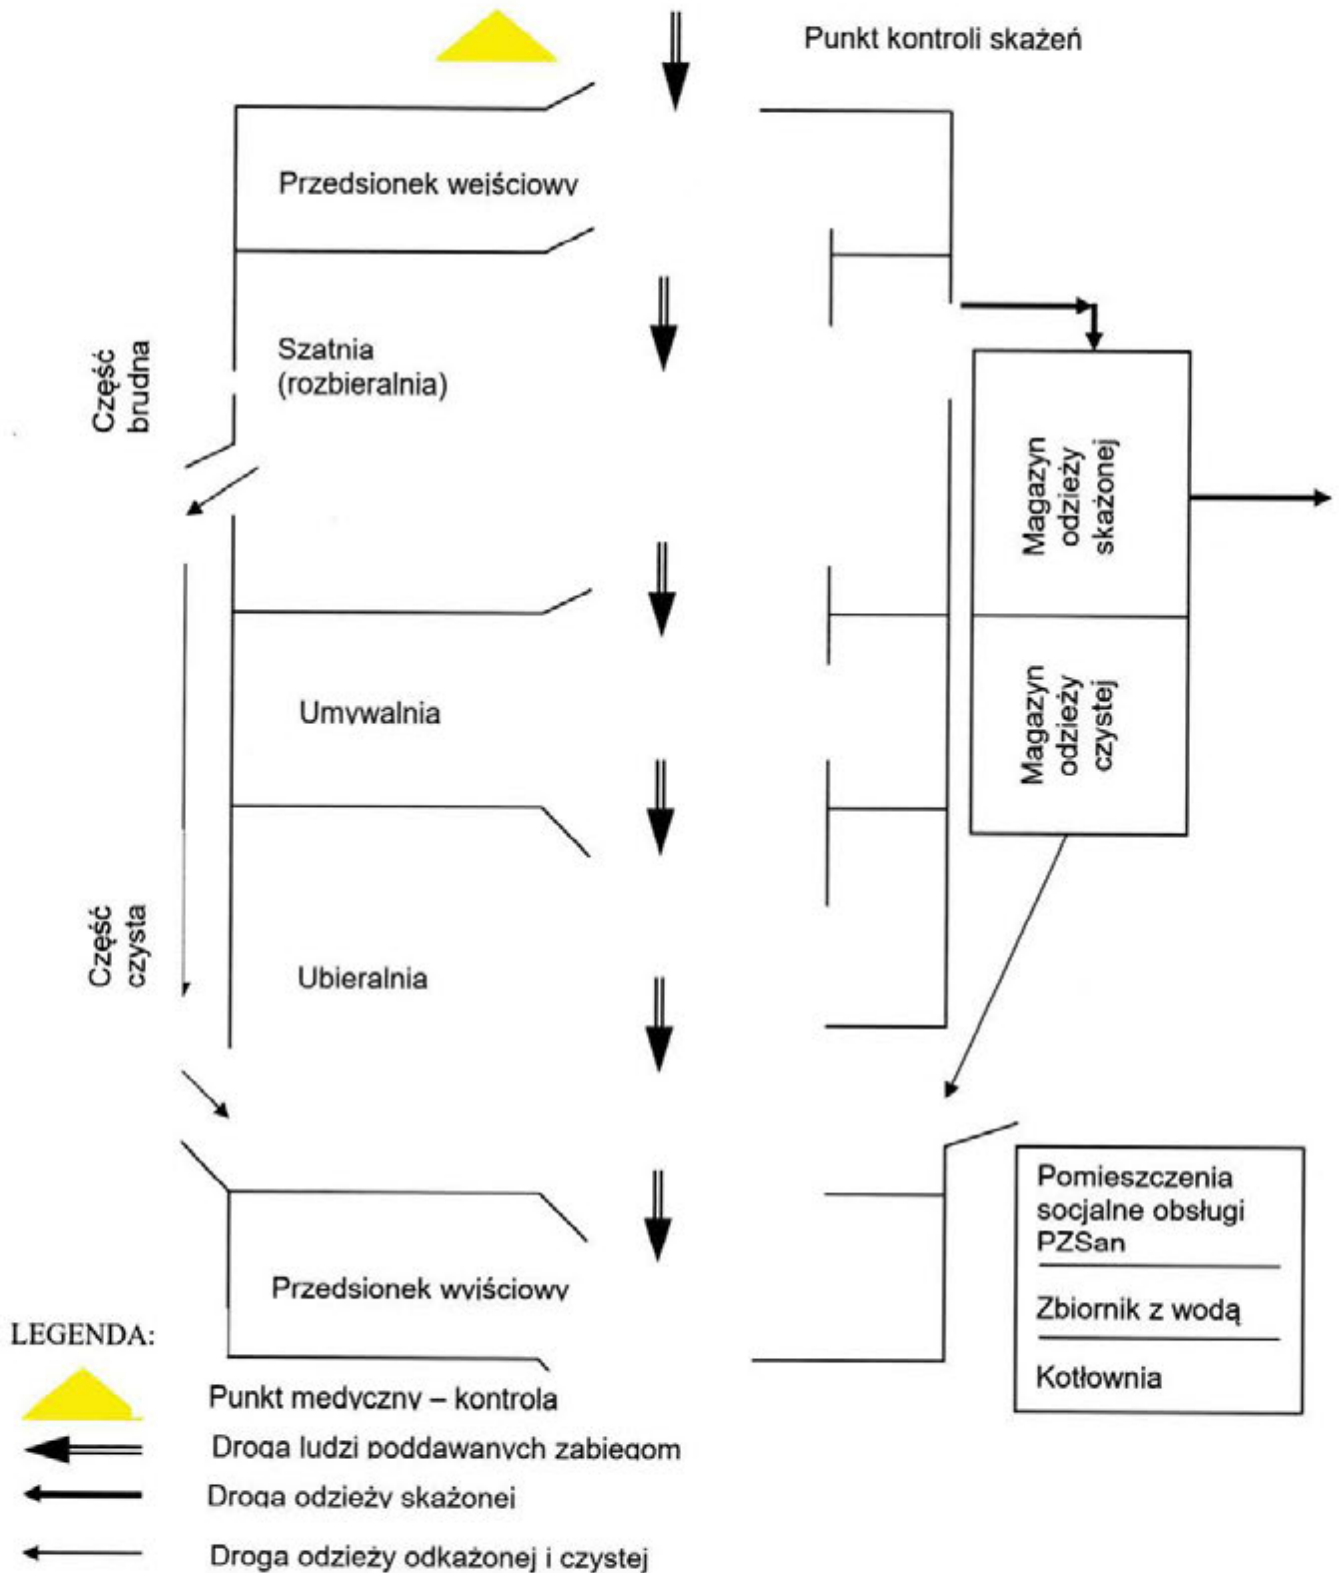 Punkt kontroli skażeń
Przedsionek wejściowy
Część
brudna
Szatnia
(rozbieralnia)
Magazyn
odzieży
skażonej
Umywalnia
Magazyn
odzieży
czystej
Część
czysta
Ubieralnia
Pomieszczenia
socjalne obsługi
PZSan
Zbiornik z wodą
Kotłownia
Przedsionek wyjściowy
LEGENDA:
Punkt medyczny – kontrola
Droga ludzi poddawanych zabiegom
Droga odzieży skażonej
Droga odzieży odkażonej i czystej